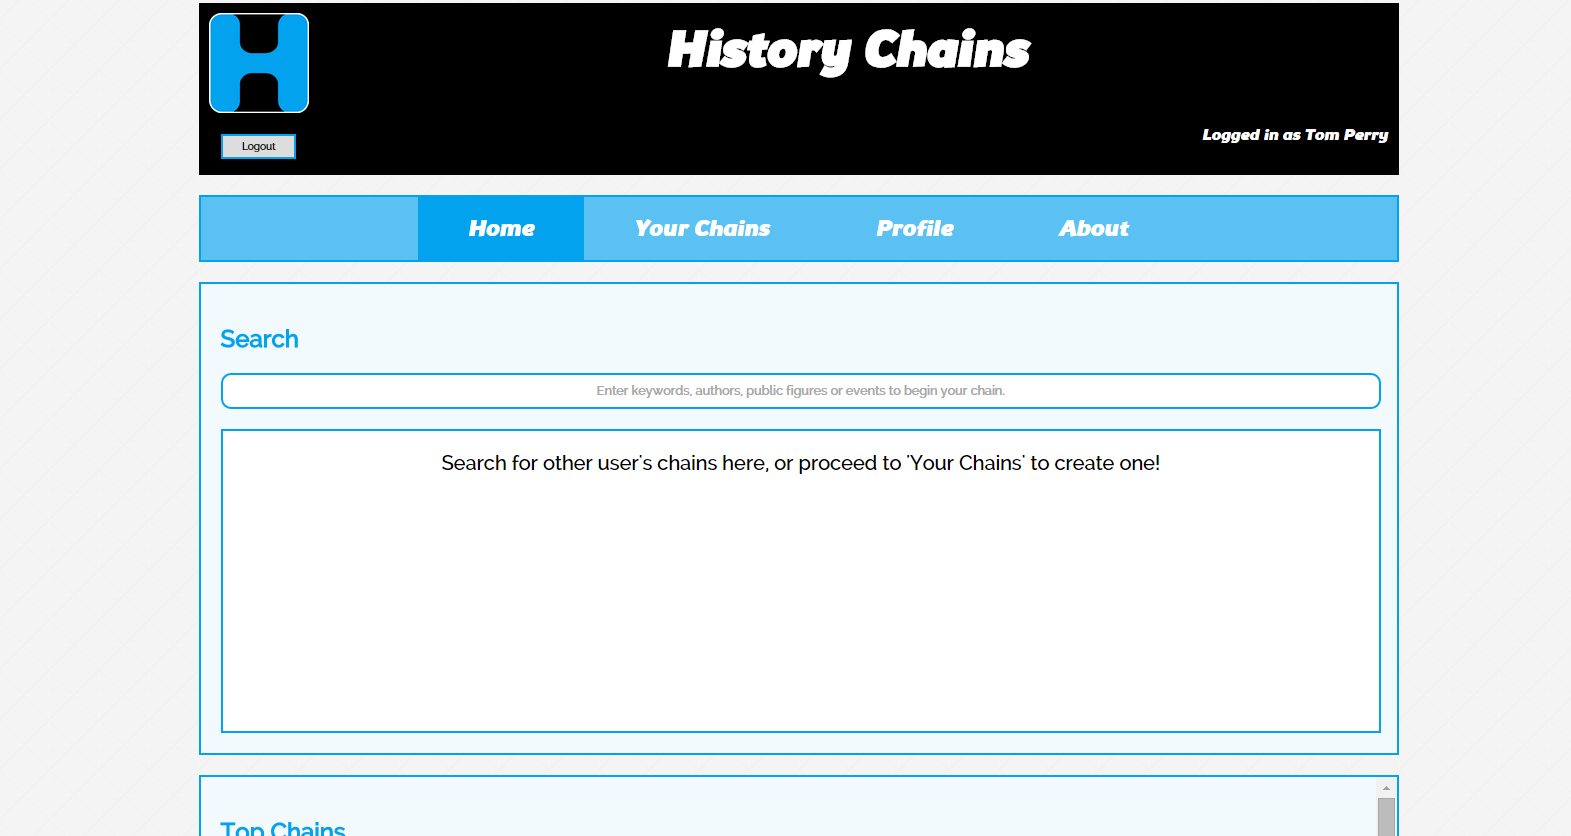 History Chains
Logout
Logged in as Tom Perry
Home
Your Chains
Profile
About
Search
Enter keywords, authors, public figures or events to begin your chain.
Search for other user's chains here, or proceed to 'Your Chains' to create one!
Top Chains